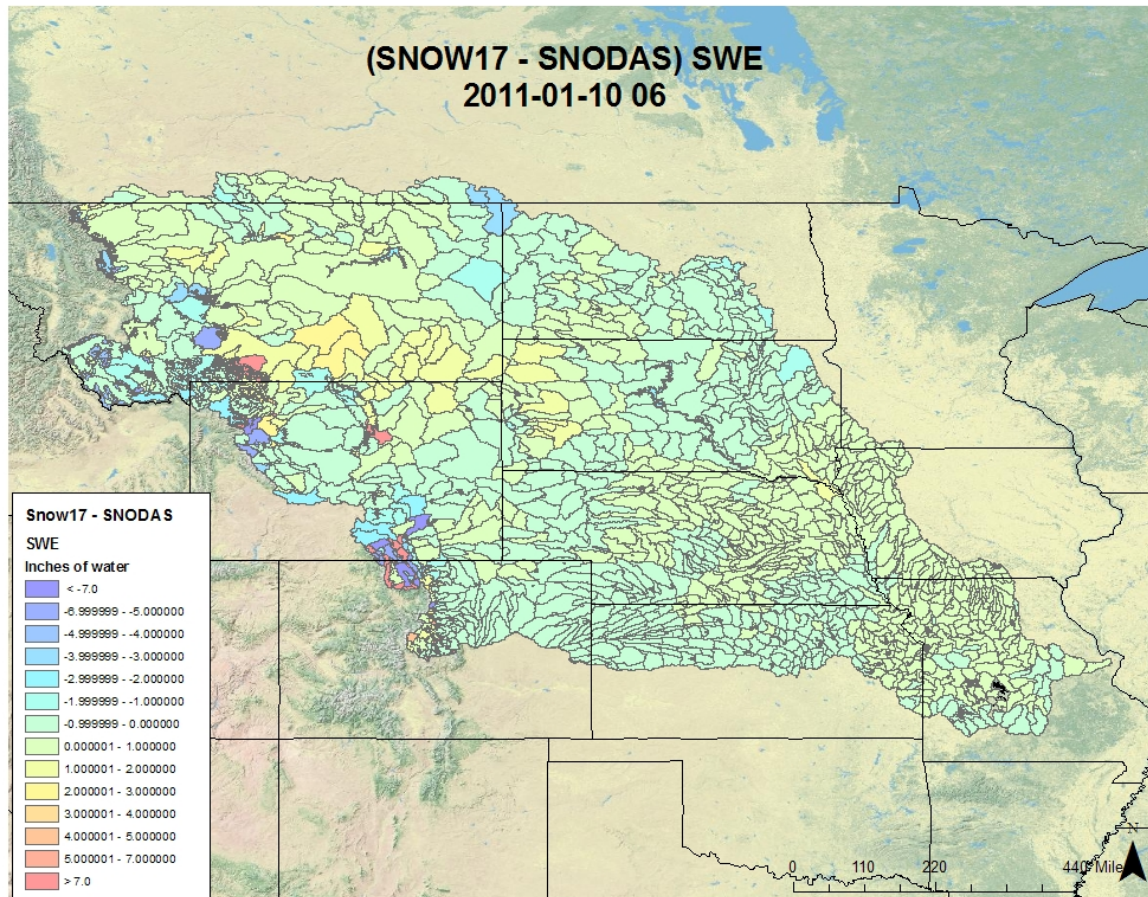 (SNOW17 - SNODAS) SWE
2011-01-10 06
Snow17 - SNODAS
SWE
Inches of water
< -7.0
-6.999999 - -5.000000
-4.999999 - -4.000000
-3.999999 - -3.000000
-2.999999 - -2.000000
-1.999999 - -1.000000
-0.999999 - 0.000000
0.000001 - 1.000000
1.000001 - 2.000000
2.000001 - 3.000000
3.000001 - 4.000000
4.000001 - 5.000000
5.000001 - 7.000000
> 7.0
N
0 110 220 440 Miles